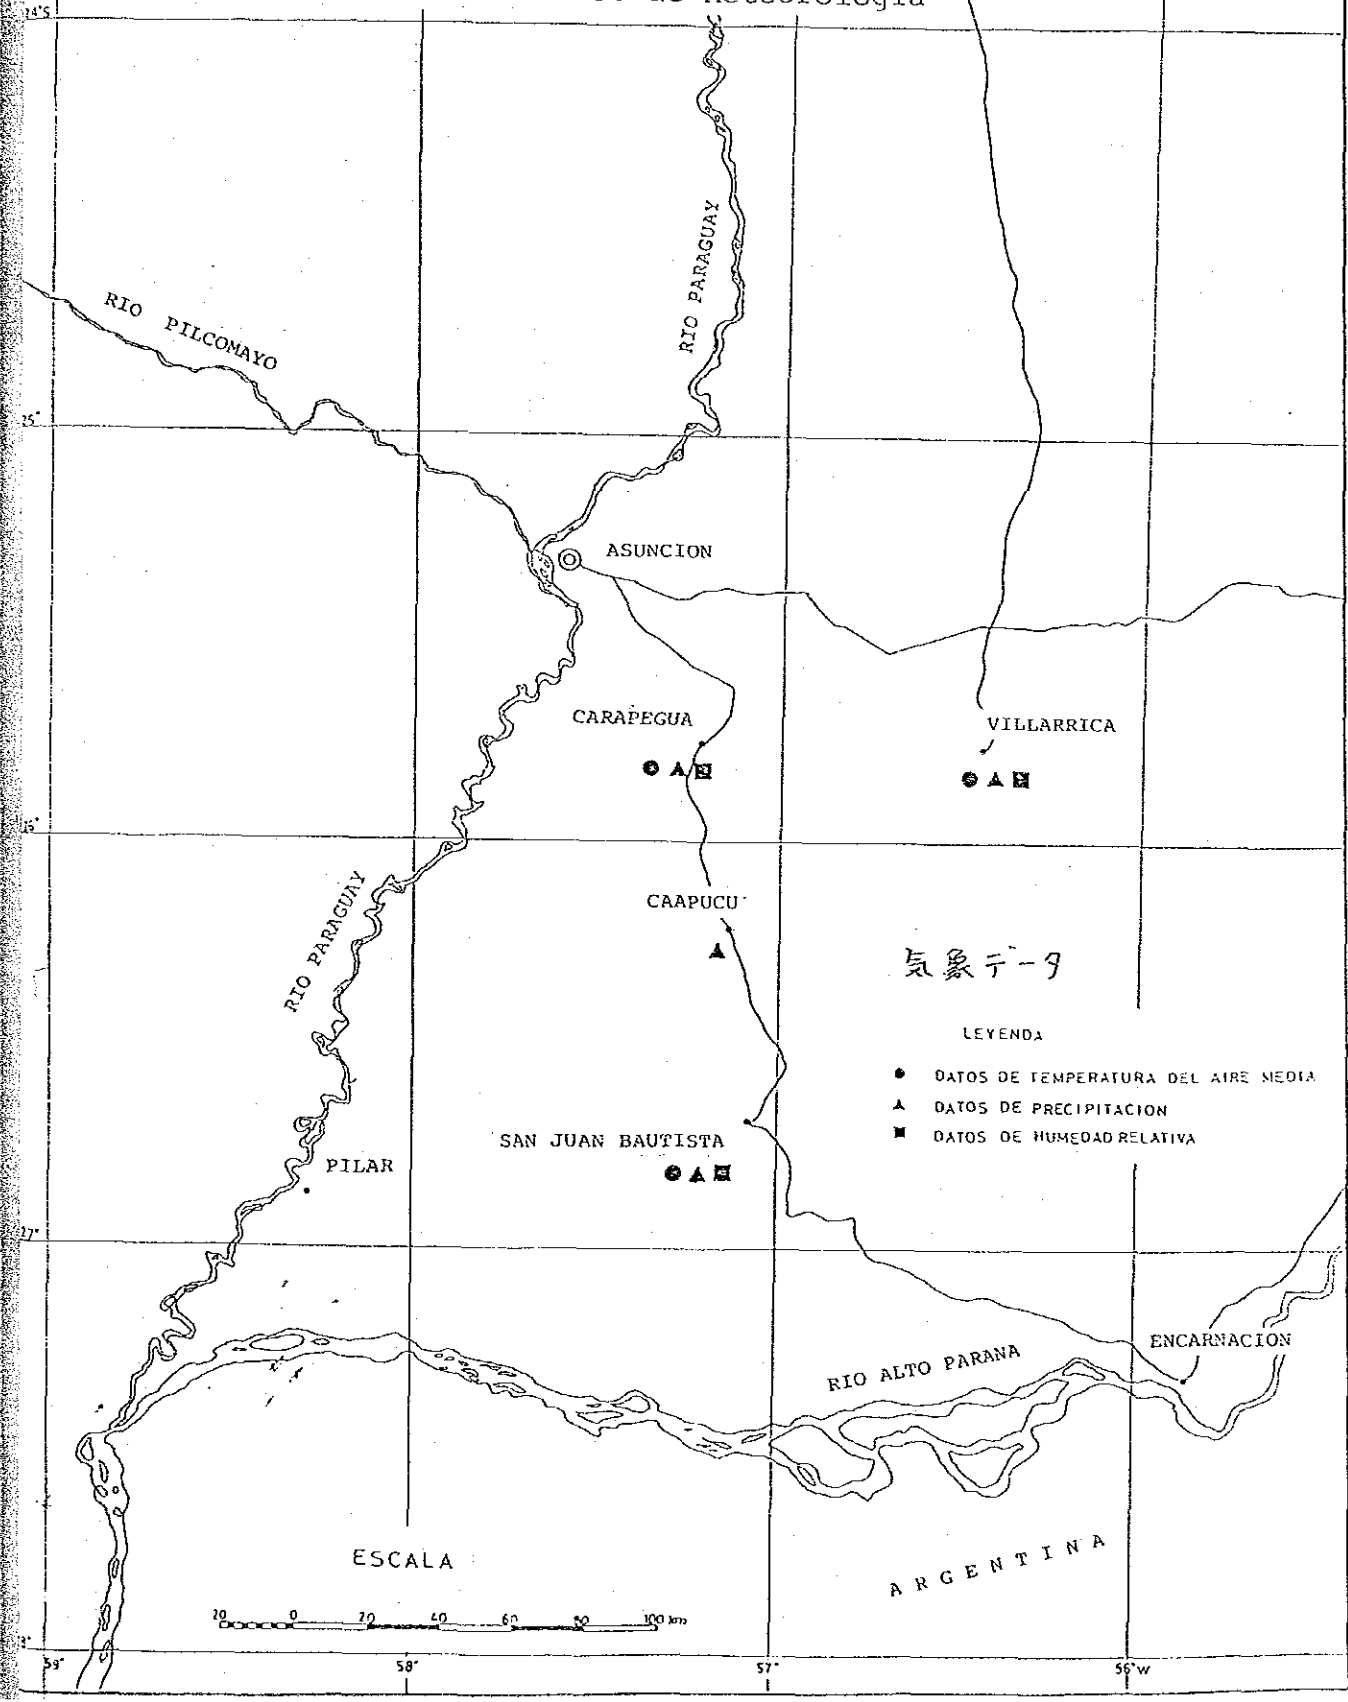 de Meteorologia
24°S
RIO PARAGUAY
RIO PILCOMAYO
25°
ASUNCION
CARAPEGUA
VILLARRICA
RIO PARAGUAY
CAAPUCU
気象データ
LEYENDA
DATOS DE TEMPERATURA DEL AIRE MEDIA
DATOS DE PRECIPITACION
DATOS DE HUMEDAD RELATIVA
SAN JUAN BAUTISTA
PILAR
27°
ENCARNACION
RIO ALTO PARANA
ARGENTINA
ESCALA
20 0 20 40 60 80 100 km
59° 58° 57° 56°W